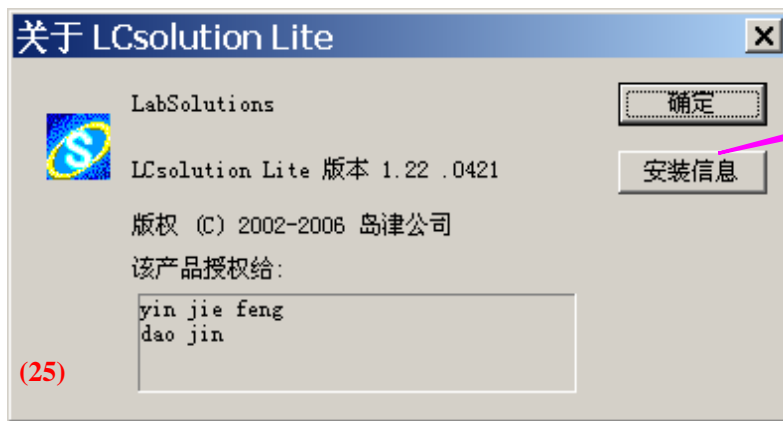 关于 LCsolution Lite
LabSolutions
确定
LCsolution Lite 版本 1.22 .0421
安装信息
版权 (C) 2002-2006 岛津公司
该产品授权给:
yin jie feng
dao jin
(25)